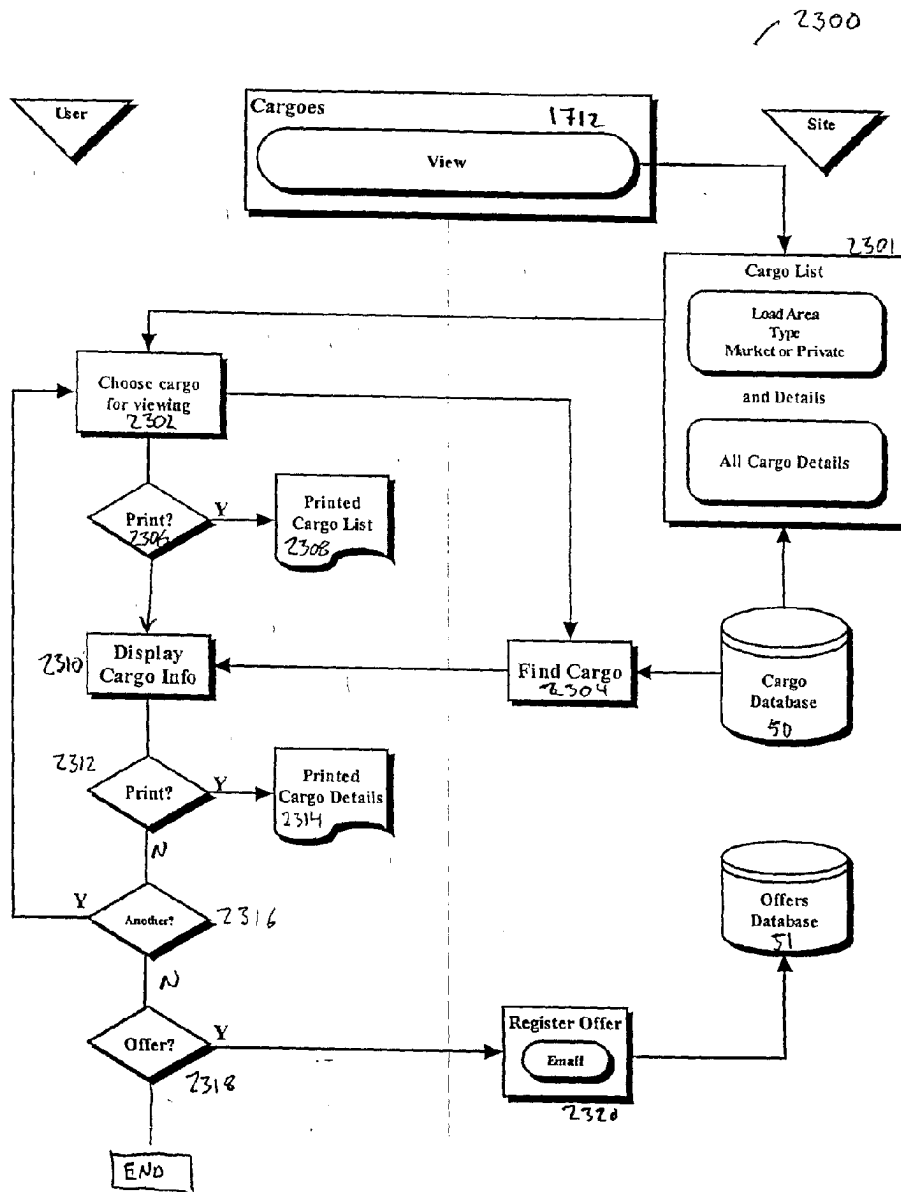 2300
User
Cargoes
1712
View
Site
2301
Cargo List
Load Area
Type
Market or Private
and Details
All Cargo Details
Choose cargo
for viewing
2302
Print?
2306
Y
Printed
Cargo List
2308
2310
Display
Cargo Info
Find Cargo
2304
Cargo
Database
50
2312
Print?
Y
Printed
Cargo Details
2314
N
Y
Another?
2316
N
Offers
Database
51
Offer?
Y
2318
Register Offer
Email
2320
END